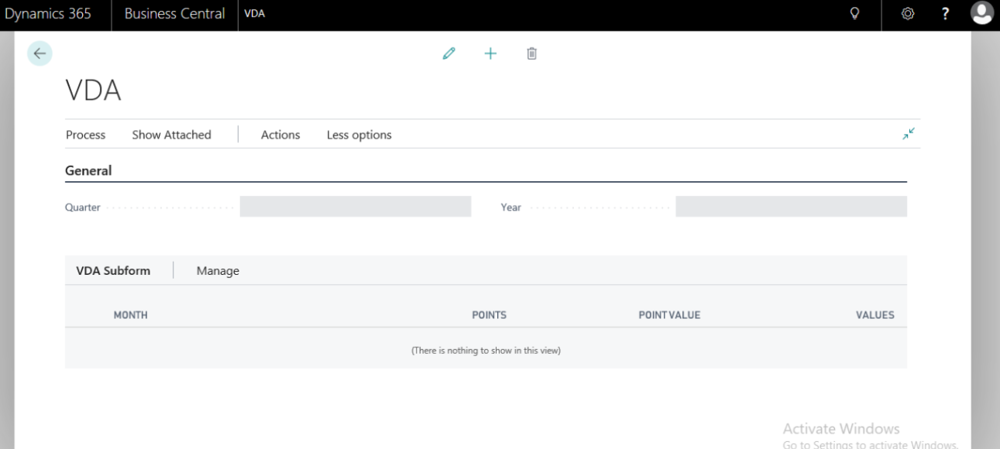 Dynamics 365 Business Central VDA ?
VDA
Process Show Attached Actions Less options
General
Quarter Year
VDA Subform Manage
MONTH POINTS POINT VALUE VALUES
(There is nothing to show in this view)
Activate Windows
Go to Settings to activate Windows.